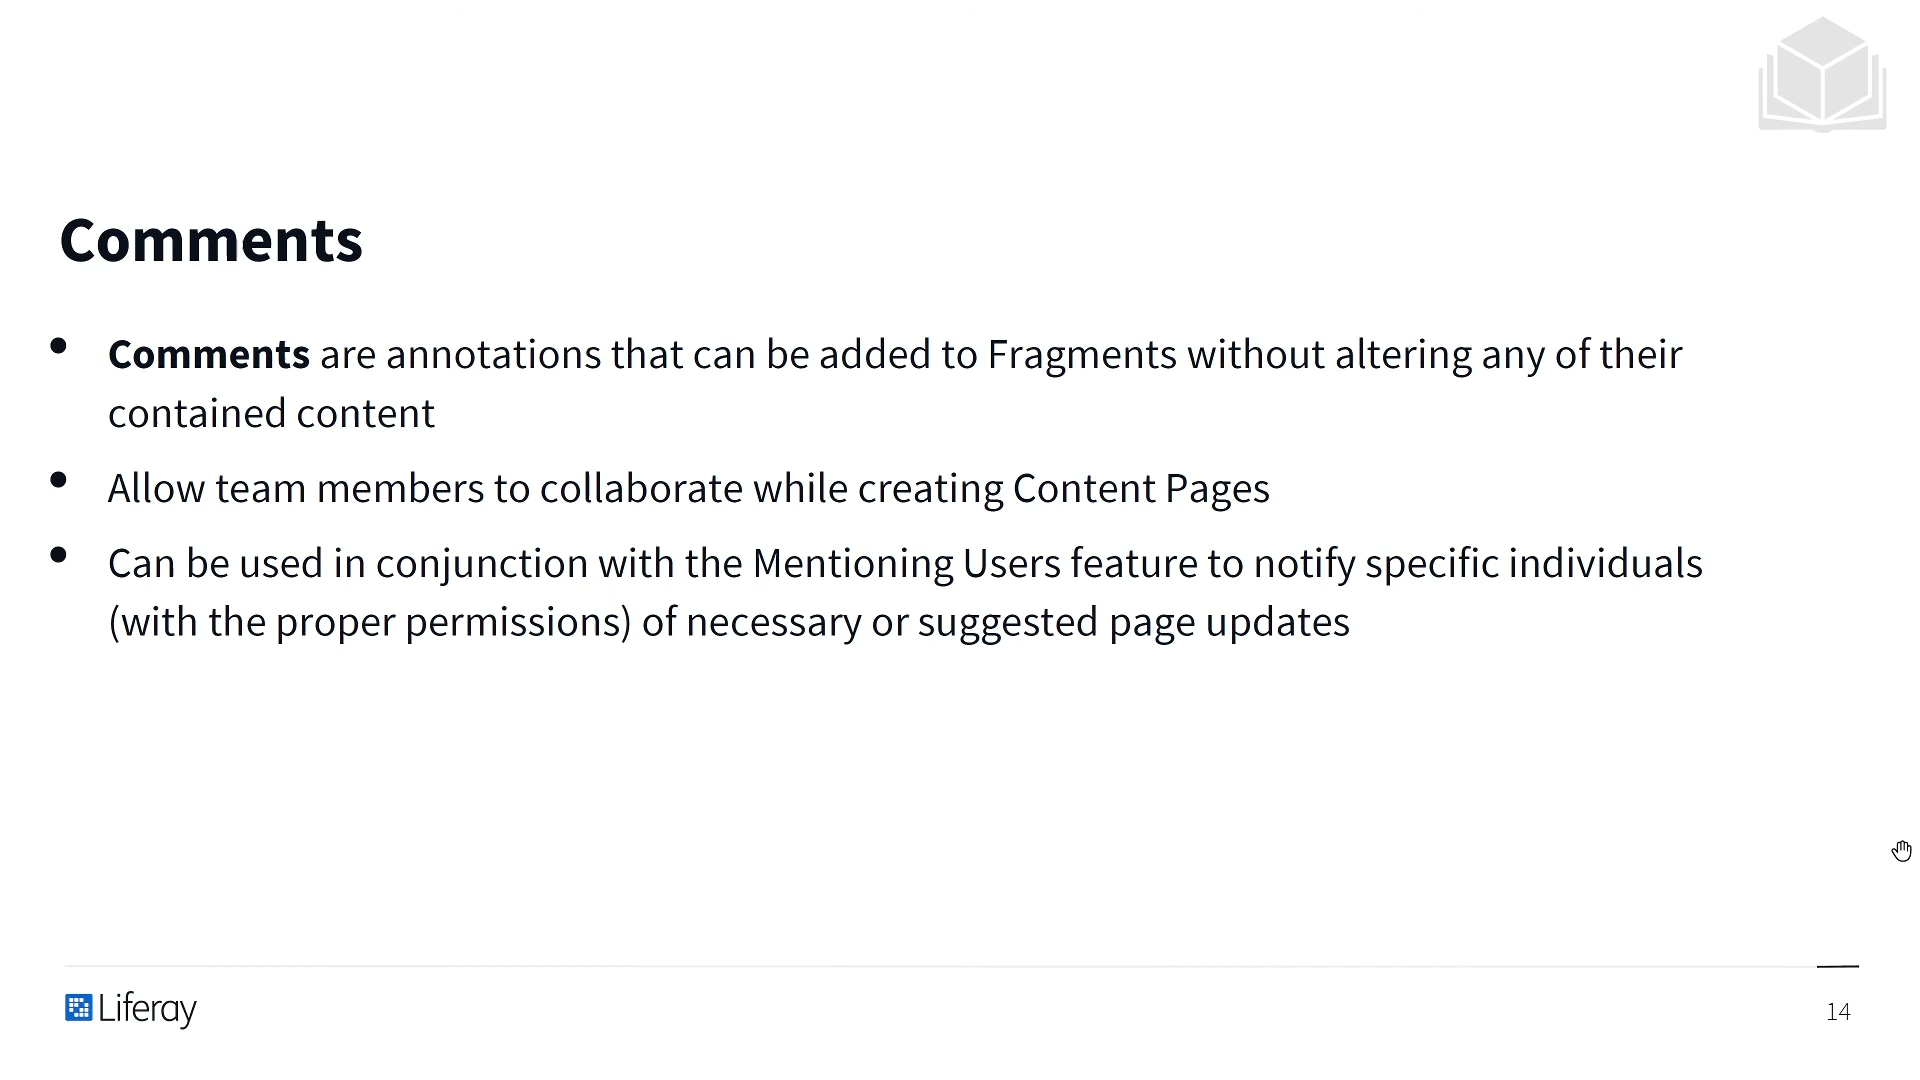 Comments
• Comments are annotations that can be added to Fragments without altering any of their
contained content
• Allow team members to collaborate while creating Content Pages
• Can be used in conjunction with the Mentioning Users feature to notify specific individuals
(with the proper permissions) of necessary or suggested page updates
Liferay
14